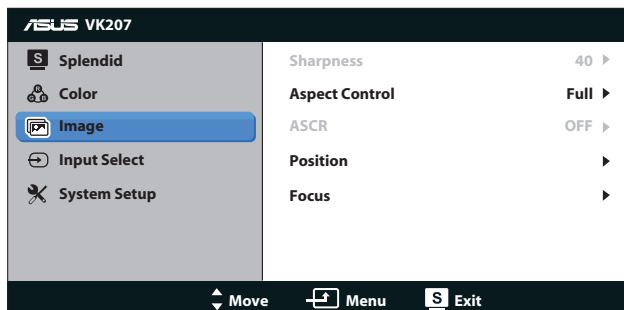 ASUS VK207
S Splendid
R G B Color
Image
Input Select
System Setup
Sharpness 40
Aspect Control Full
ASCR OFF
Position
Focus
Move Menu S Exit